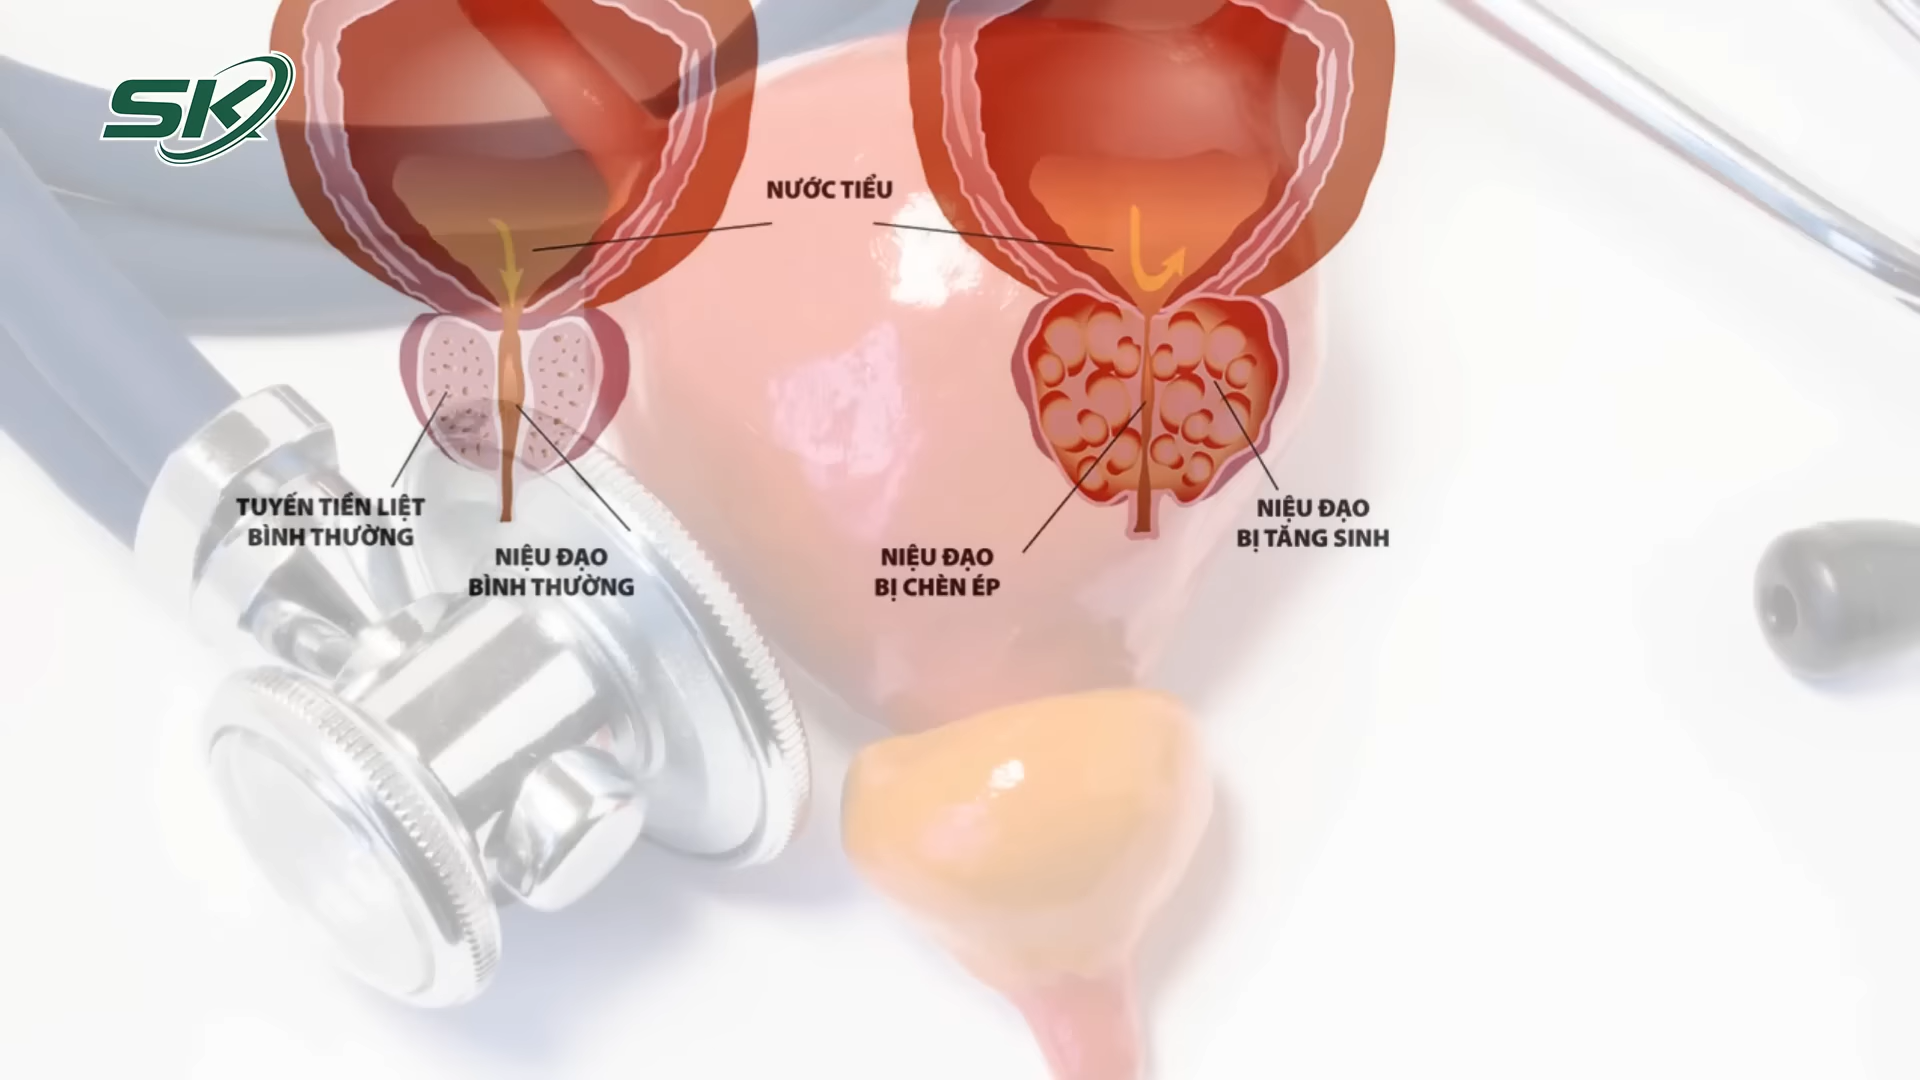 SK
NƯỚC TIỂU
TUYẾN TIỀN LIỆT
BÌNH THƯỜNG
NIỆU ĐẠO
BÌNH THƯỜNG
NIỆU ĐẠO
BỊ CHÈN ÉP
NIỆU ĐẠO
BỊ TĂNG SINH